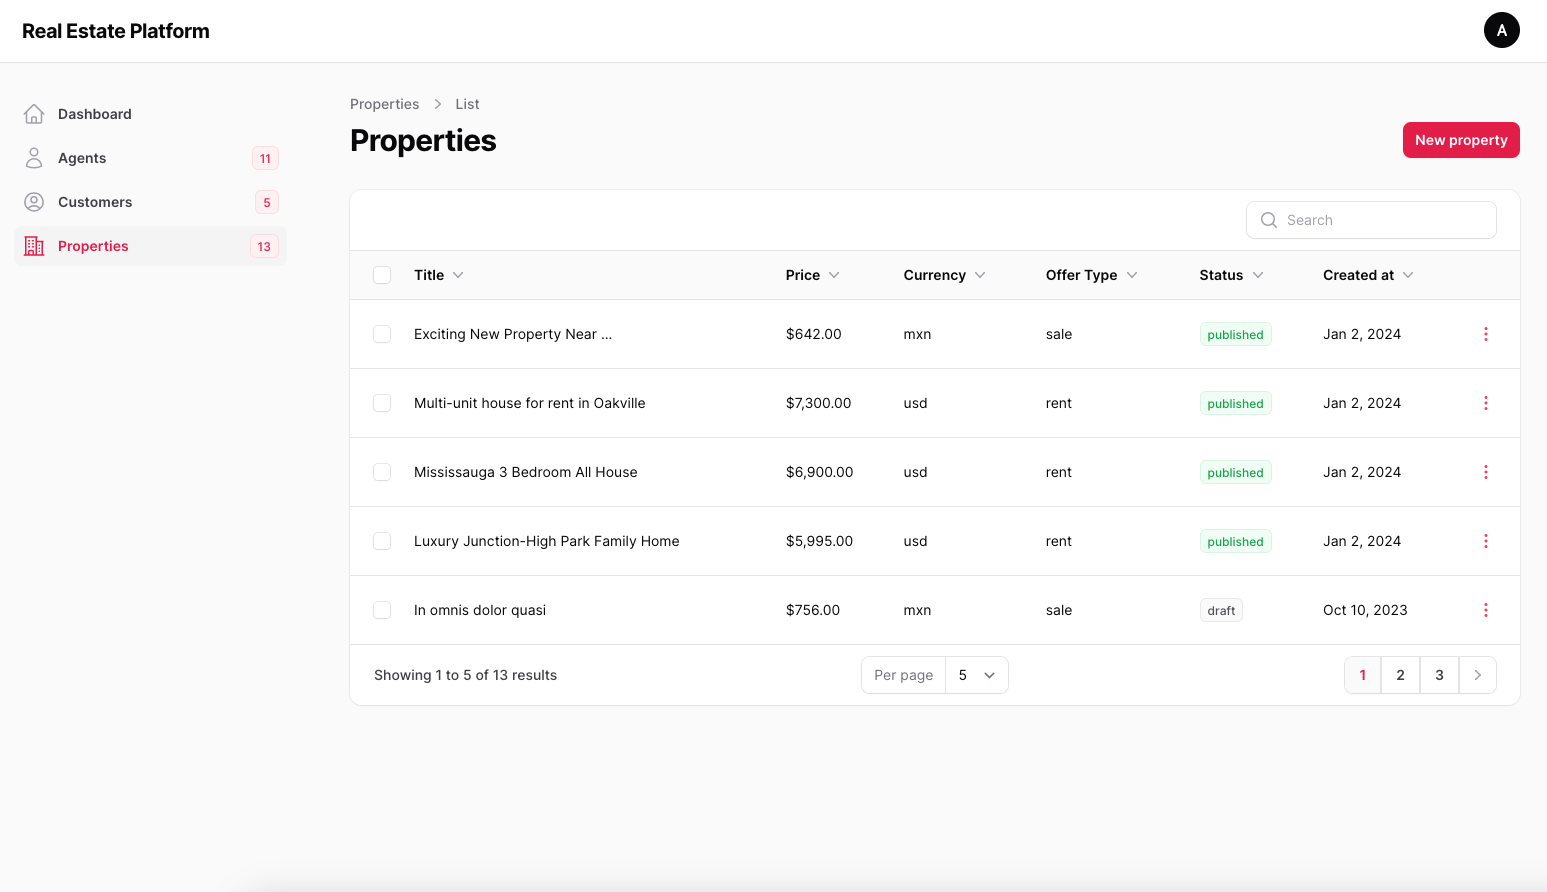 Real Estate Platform
A
Dashboard
Agents 11
Customers 5
Properties 13
Properties List
Properties
New property
Search
Title Price Currency Offer Type Status Created at
Exciting New Property Near ... $642.00 mxn sale published Jan 2, 2024
Multi-unit house for rent in Oakville $7,300.00 usd rent published Jan 2, 2024
Mississauga 3 Bedroom All House $6,900.00 usd rent published Jan 2, 2024
Luxury Junction-High Park Family Home $5,995.00 usd rent published Jan 2, 2024
In omnis dolor quasi $756.00 mxn sale draft Oct 10, 2023
Showing 1 to 5 of 13 results Per page 5 1 2 3